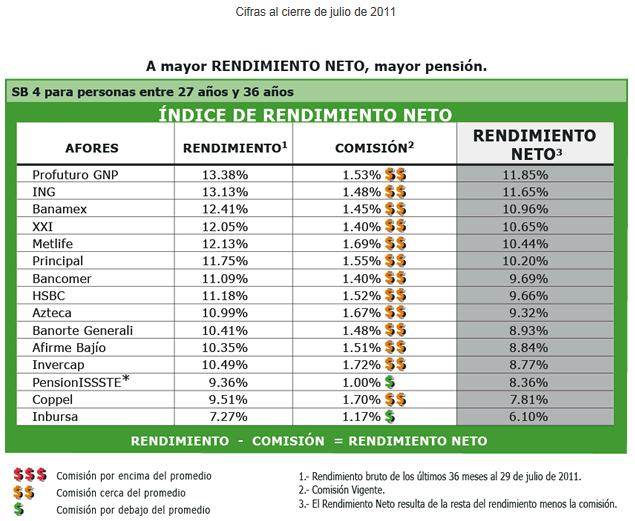 Cifras al cierre de julio de 2011
A mayor RENDIMIENTO NETO, mayor pensión.
SB 4 para personas entre 27 años y 36 años
ÍNDICE DE RENDIMIENTO NETO
AFORES RENDIMIENTO1 COMISIÓN2 RENDIMIENTO NETO3
Profuturo GNP 13.38% 1.53% $$ 11.85%
ING 13.13% 1.48% $$ 11.65%
Banamex 12.41% 1.45% $$ 10.96%
XXI 12.05% 1.40% $$ 10.65%
Metlife 12.13% 1.69% $$ 10.44%
Principal 11.75% 1.55% $$ 10.20%
Bancomer 11.09% 1.40% $$ 9.69%
HSBC 11.18% 1.52% $$ 9.66%
Azteca 10.99% 1.67% $$ 9.32%
Banorte Generali 10.41% 1.48% $$ 8.93%
Afirme Bajío 10.35% 1.51% $$ 8.84%
Invercap 10.49% 1.72% $$ 8.77%
PensionISSSTE* 9.36% 1.00% $ 8.36%
Coppel 9.51% 1.70% $$ 7.81%
Inbursa 7.27% 1.17% $ 6.10%
RENDIMIENTO - COMISIÓN = RENDIMIENTO NETO
$$$ Comisión por encima del promedio
$$ Comisión cerca del promedio
$ Comisión por debajo del promedio
1.- Rendimiento bruto de los últimos 36 meses al 29 de julio de 2011.
2.- Comisión Vigente.
3.- El Rendimiento Neto resulta de la resta del rendimiento menos la comisión.